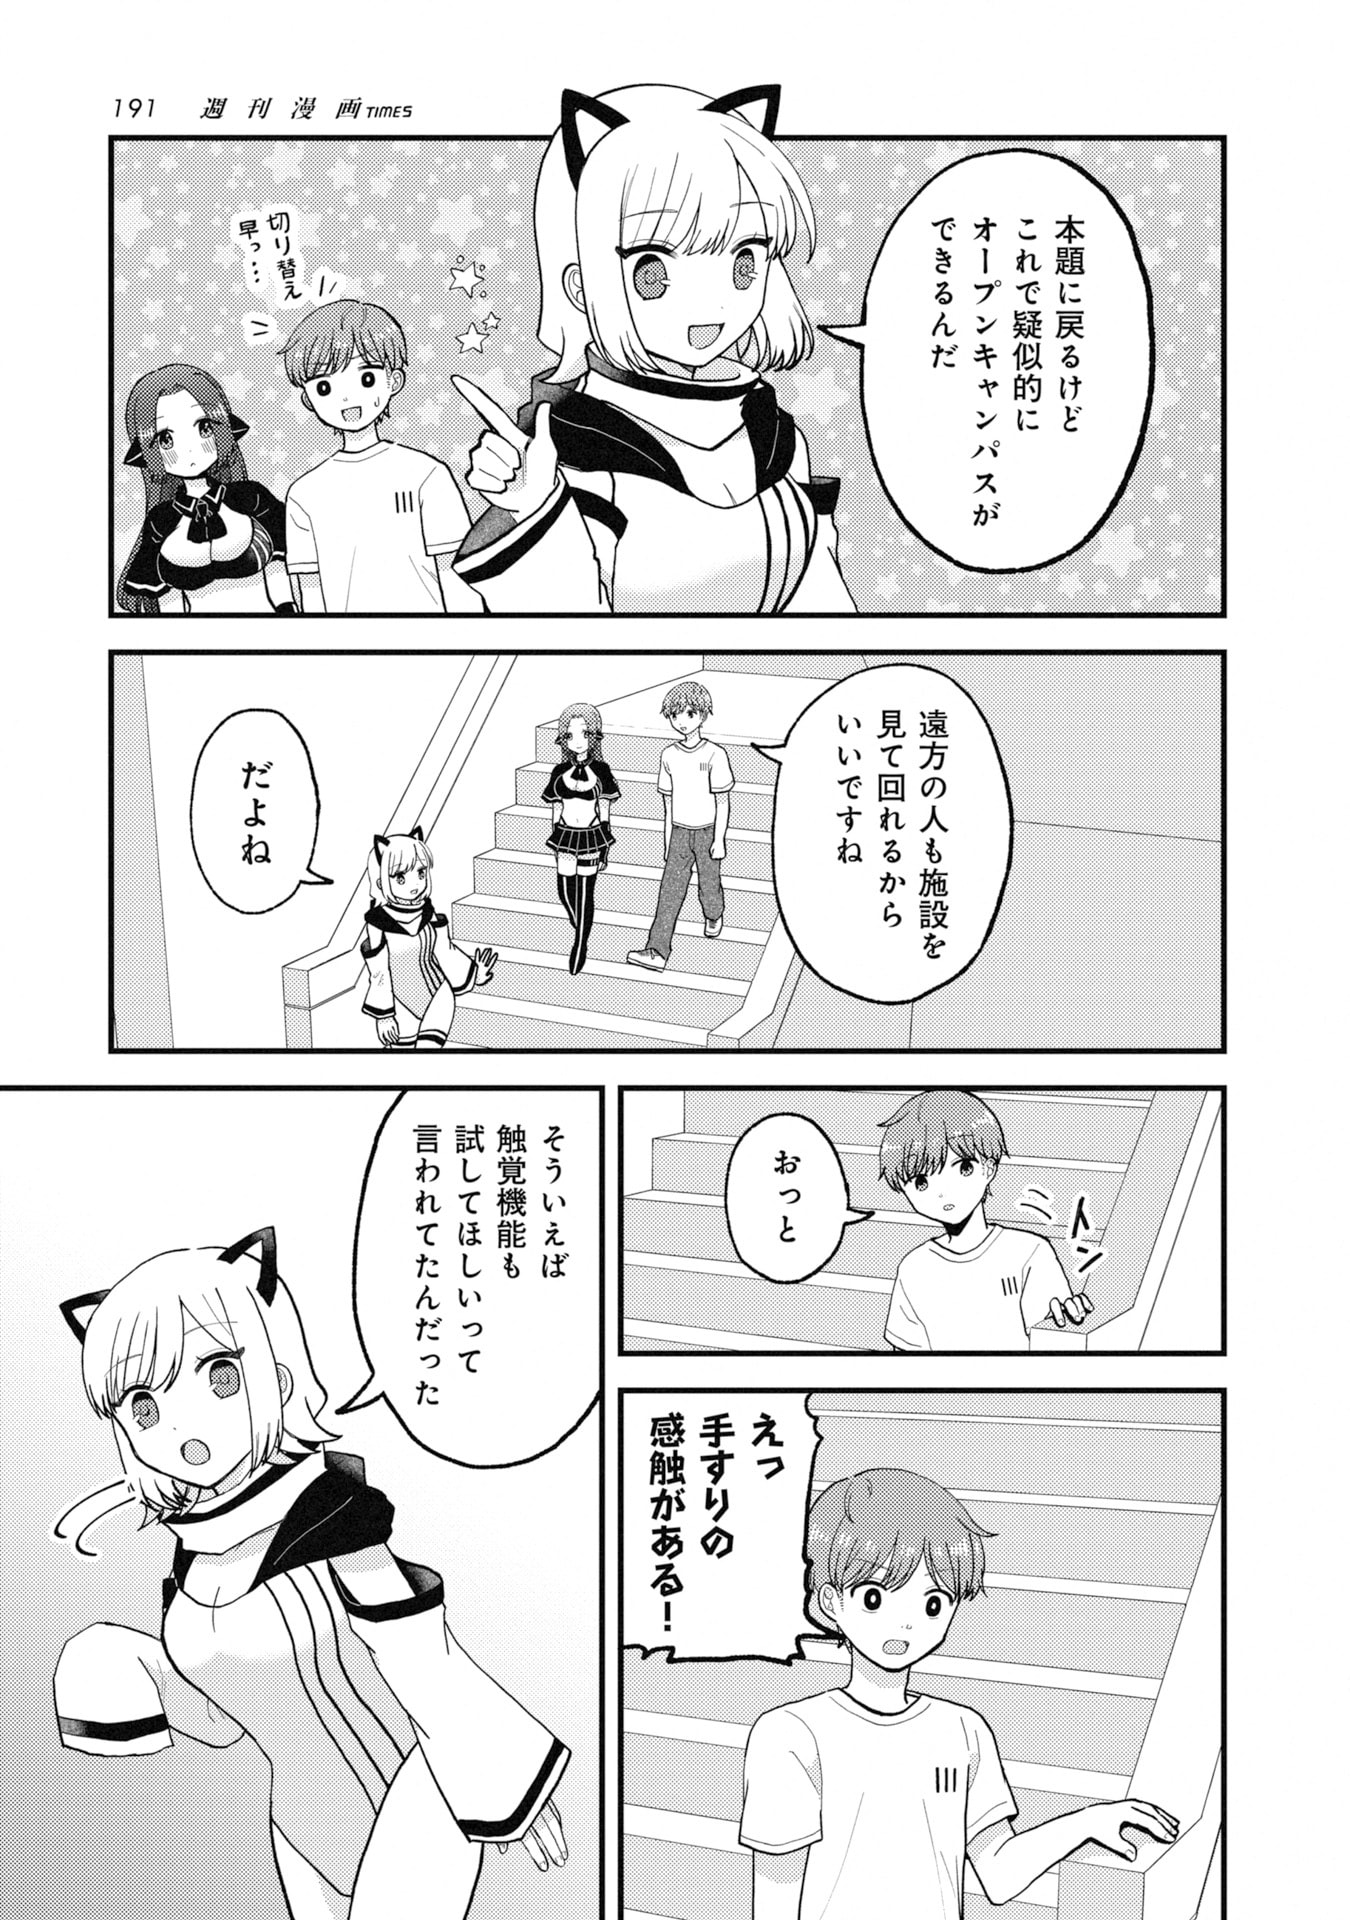 191 週刊漫画TIMES
本題に戻るけど
これで疑似的に
オープンキャンパスが
できるんだ
切り替え
早っ…
遠方の人も施設を
見て回れるから
いいですね
だよね
おっと
トン
えっ
手すりの
感触がある!
そういえば
触覚機能も
試してほしいって
言われてたんだった